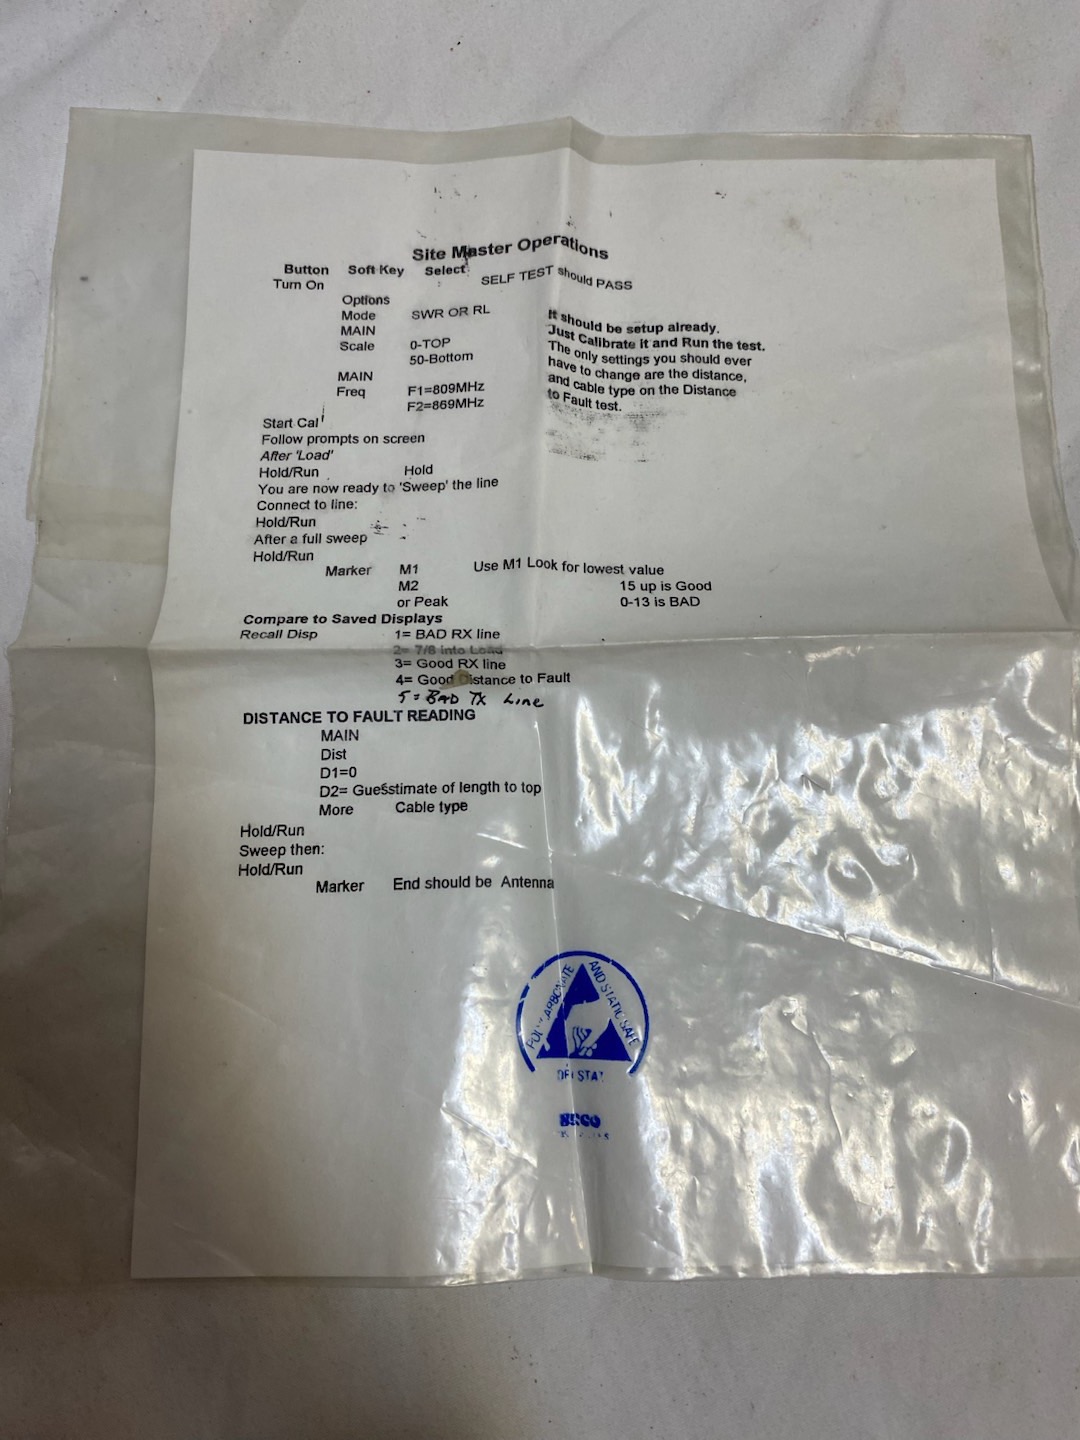 Site Master Operations
Button Soft Key Select
Turn On SELF TEST should PASS
Options
Mode SWR OR RL
MAIN
Scale 0-TOP
50-Bottom
MAIN
Freq F1=809MHz
F2=869MHz
It should be setup already.
Just Calibrate it and Run the test.
The only settings you should ever
have to change are the distance,
and cable type on the Distance
to Fault test.
Start Cal
Follow prompts on screen
After 'Load'
Hold/Run Hold
You are now ready to 'Sweep' the line
Connect to line:
Hold/Run
After a full sweep
Hold/Run
Marker M1 Use M1 Look for lowest value
M2 15 up is Good
or Peak 0-13 is BAD
Compare to Saved Displays
Recall Disp 1= BAD RX line
2= 7/8 into Load
3= Good RX line
4= Good Distance to Fault
5= BAD TX Line
DISTANCE TO FAULT READING
MAIN
Dist
D1=0
D2= Guesstimate of length to top
More Cable type
Hold/Run
Sweep then:
Hold/Run
Marker End should be Antenna
AND STATIC SAFE